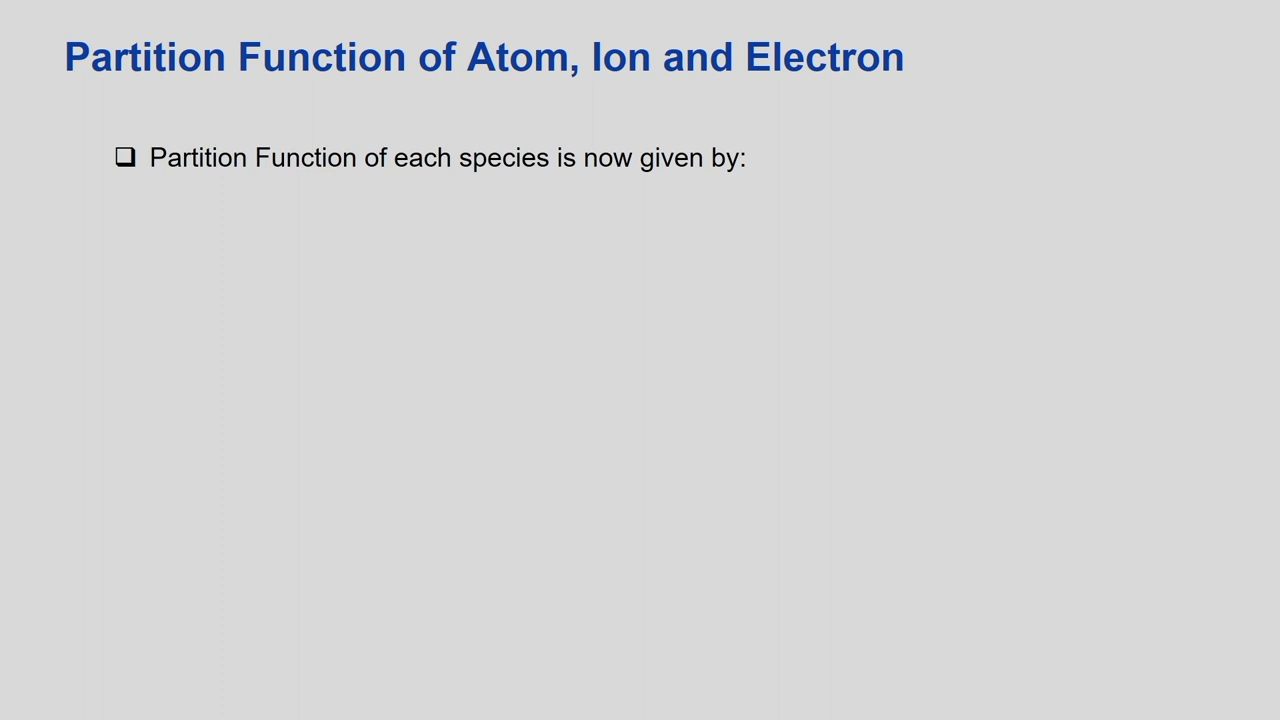 Partition Function of Atom, Ion and Electron
❑ Partition Function of each species is now given by: